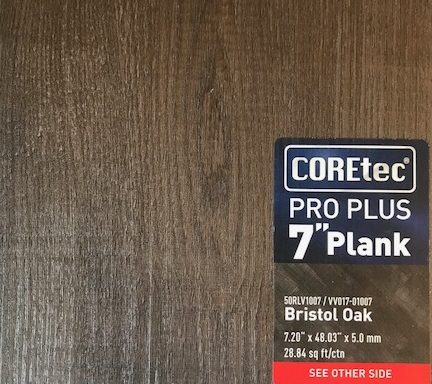 COREtec®
PRO PLUS
7" Plank
50RLV1007 / VV017-01007
Bristol Oak
7.20" x 48.03" x 5.0 mm
28.84 sq ft/ctn
SEE OTHER SIDE